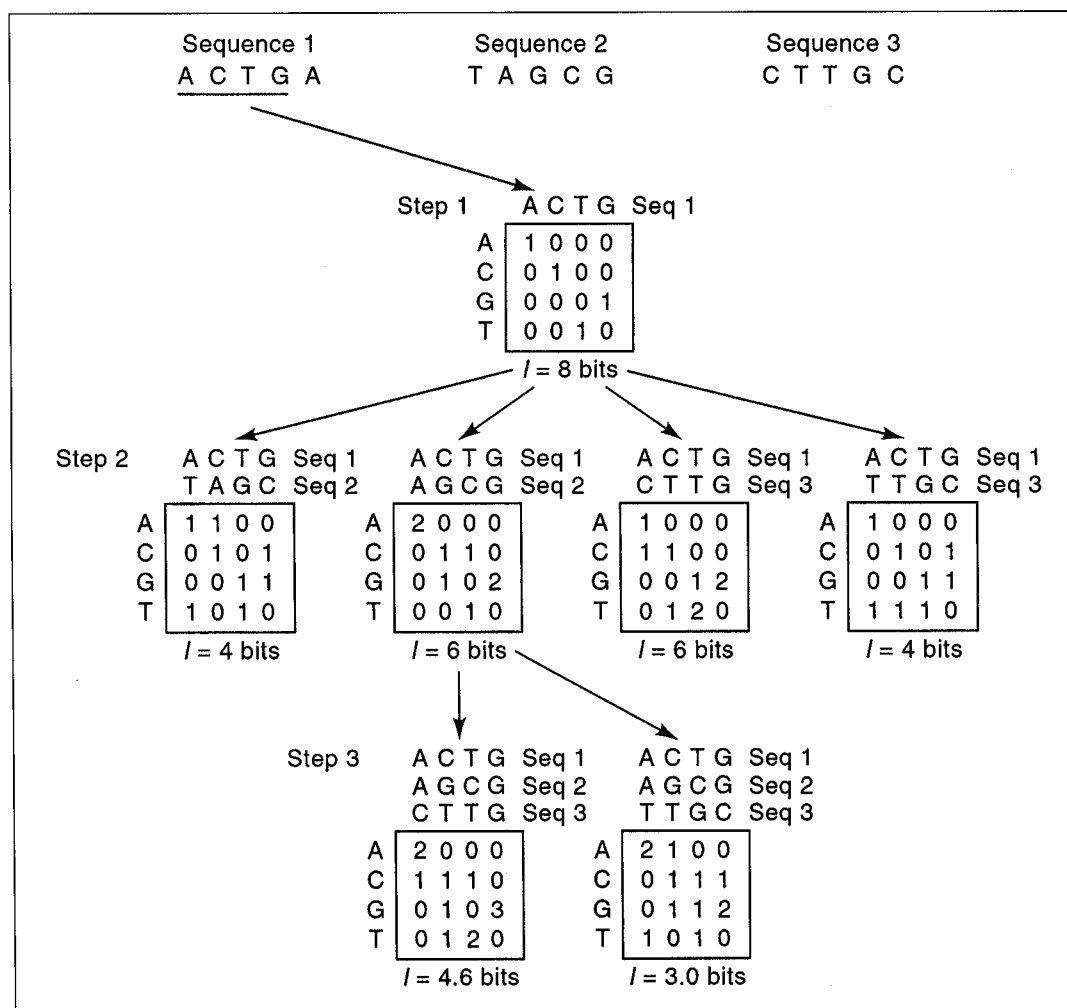 Sequence 1 Sequence 2 Sequence 3
A C T G A T A G C G C T T G C
Step 1 A C T G Seq 1
A 1 0 0 0
C 0 1 0 0
G 0 0 0 1
T 0 0 1 0
I = 8 bits
Step 2 A C T G Seq 1 A C T G Seq 1 A C T G Seq 1 A C T G Seq 1
T A G C Seq 2 A G C G Seq 2 C T T G Seq 3 T T G C Seq 3
A 1 1 0 0 A 2 0 0 0 A 1 0 0 0 A 1 0 0 0
C 0 1 0 1 C 0 1 1 0 C 1 1 0 0 C 0 1 0 1
G 0 0 1 1 G 0 1 0 2 G 0 0 1 2 G 0 0 1 1
T 1 0 1 0 T 0 0 1 0 T 0 1 2 0 T 1 1 1 0
I = 4 bits I = 6 bits I = 6 bits I = 4 bits
Step 3 A C T G Seq 1 A C T G Seq 1
A G C G Seq 2 A G C G Seq 2
C T T G Seq 3 T T G C Seq 3
A 2 0 0 0 A 2 1 0 0
C 1 1 1 0 C 0 1 1 1
G 0 1 0 3 G 0 1 1 2
T 0 1 2 0 T 1 0 1 0
I = 4.6 bits I = 3.0 bits